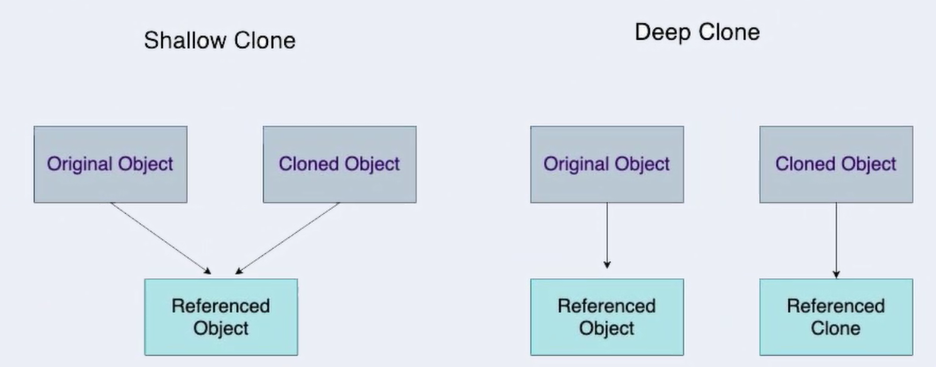 Shallow Clone
Deep Clone
Original Object
Cloned Object
Original Object
Cloned Object
Referenced
Object
Referenced
Object
Referenced
Clone